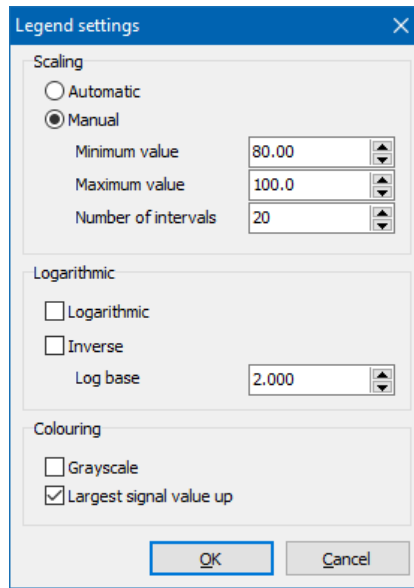 Legend settings
Scaling
Automatic
Manual
Minimum value 80.00
Maximum value 100.0
Number of intervals 20
Logarithmic
Logarithmic
Inverse
Log base 2.000
Colouring
Grayscale
Largest signal value up
OK Cancel